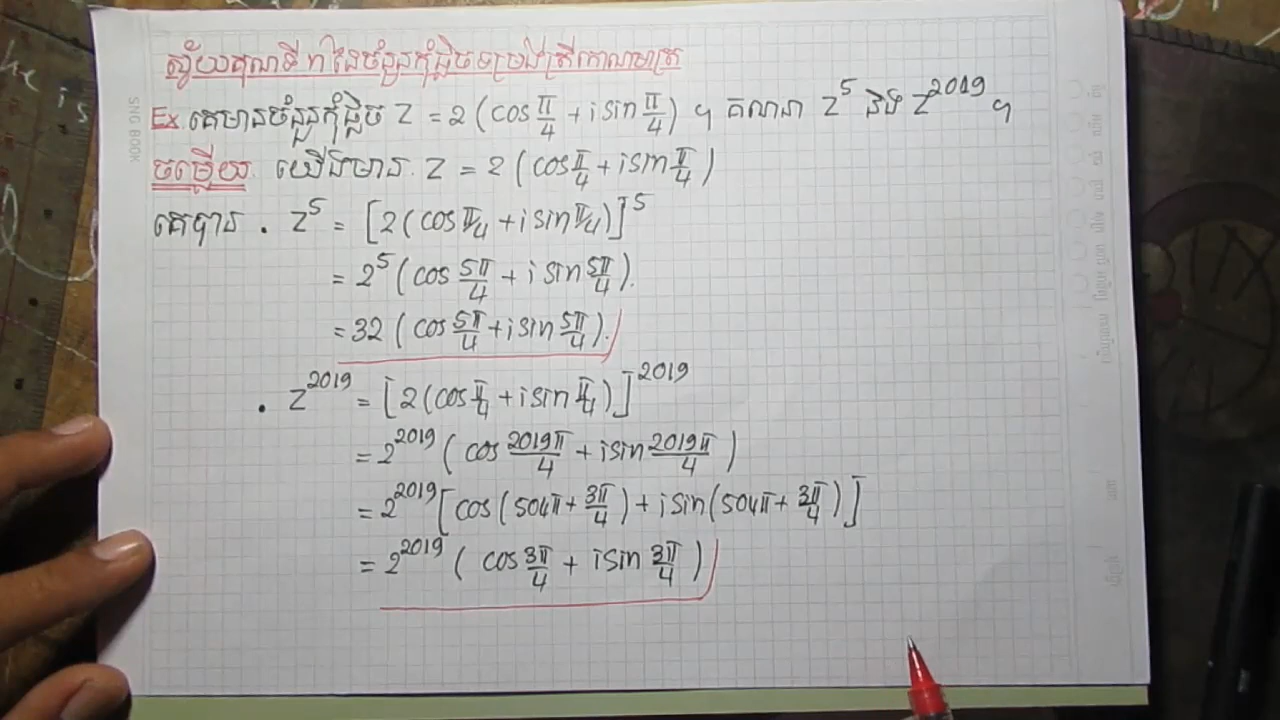 ស្វ័យគុណទី n នៃចំនួនកុំផ្លិចទម្រង់ត្រីកោណមាត្រ
Ex. គេមានចំនួនកុំផ្លិច Z = 2 (cos π/4 + i sin π/4) ។ គណនា Z^5 និង Z^2019 ។
ចម្លើយ. យើងមាន. Z = 2 (cos π/4 + i sin π/4)
គេបាន . Z^5 = [2(cos π/4 + i sin π/4)]^5
= 2^5 (cos 5π/4 + i sin 5π/4).
= 32 (cos 5π/4 + i sin 5π/4).
. Z^2019 = [2(cos π/4 + i sin π/4)]^2019
= 2^2019 (cos 2019π/4 + i sin 2019π/4)
= 2^2019 [cos(504π + 3π/4) + i sin(504π + 3π/4)]
= 2^2019 (cos 3π/4 + i sin 3π/4)
SNG BOOK